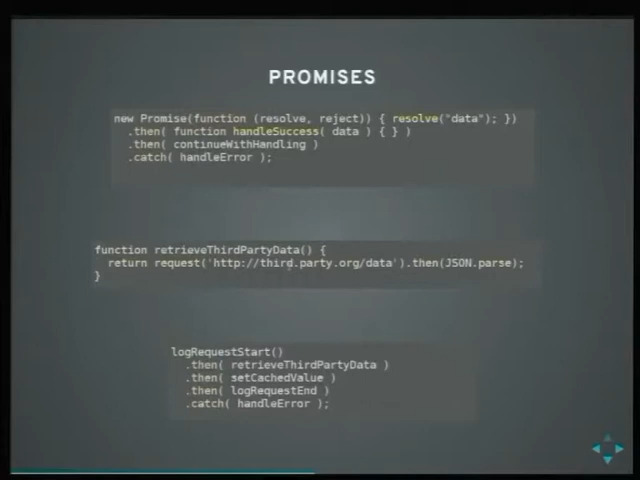 PROMISES
new Promise(function (resolve, reject)) { resolve("data"); })
.then( function handleSuccess( data ) { } )
.then( continueWithHandling )
.catch( handleError );
function retrieveThirdPartyData() {
return request('http://third.party.org/data').then(JSON.parse);
}
logRequestStart()
.then( retrieveThirdPartyData )
.then( setCachedValue )
.then( logRequestEnd )
.catch( handleError );